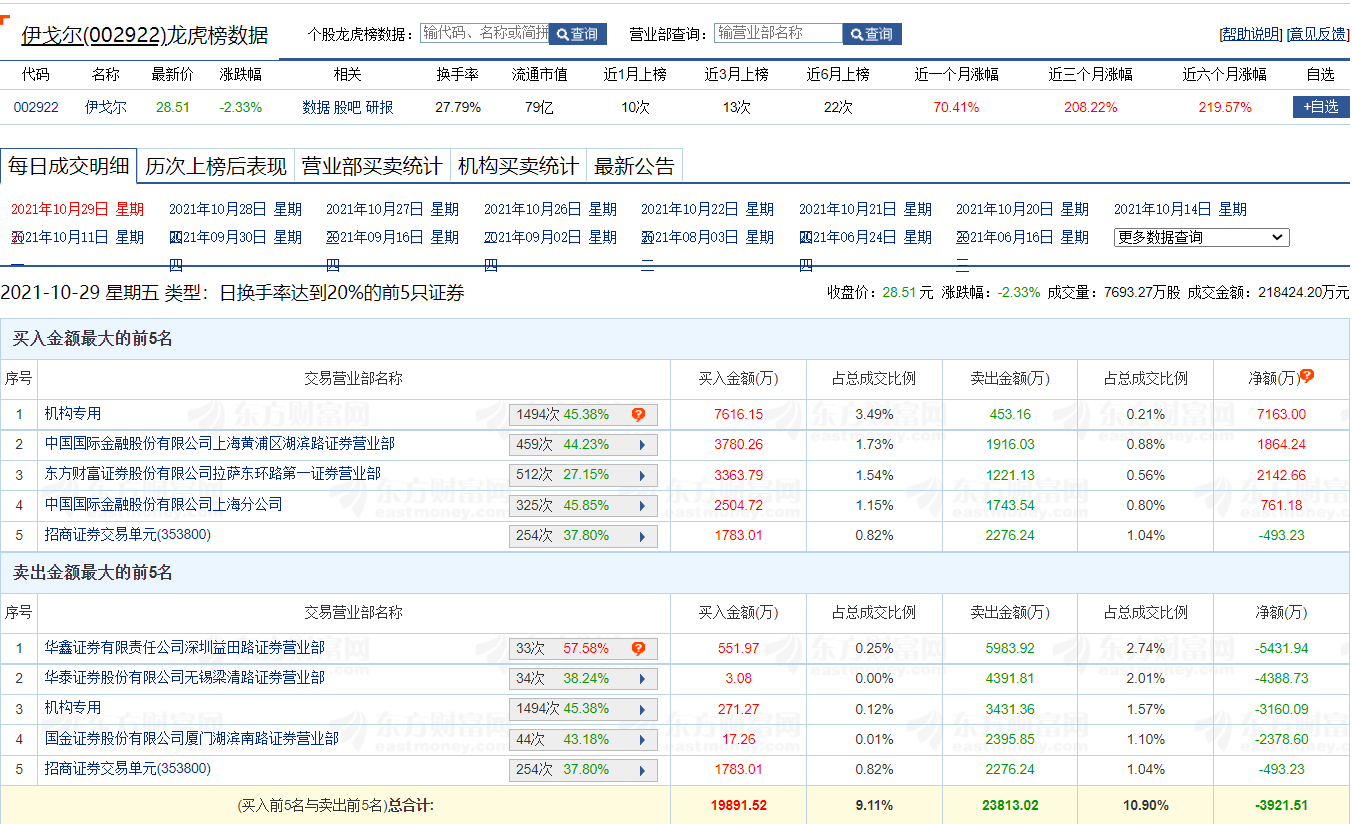 伊戈尔(002922)龙虎榜数据 个股龙虎榜数据： 输代码、名称或简拼 查询 营业部查询： 输营业部名称 查询 [帮助说明] [意见反馈]
代码 名称 最新价 涨跌幅 相关 换手率 流通市值 近1月上榜 近3月上榜 近6月上榜 近一个月涨幅 近三个月涨幅 近六个月涨幅 自选
002922 伊戈尔 28.51 -2.33% 数据 股吧 研报 27.79% 79亿 10次 13次 22次 70.41% 208.22% 219.57% +自选
每日成交明细 历次上榜后表现 营业部买卖统计 机构买卖统计 最新公告
2021年10月29日 星期 2021年10月28日 星期 2021年10月27日 星期 2021年10月26日 星期 2021年10月22日 星期 2021年10月21日 星期 2021年10月20日 星期 2021年10月14日 星期
2021年10月11日 星期 2021年09月30日 星期 2021年09月16日 星期 2021年09月02日 星期 2021年08月03日 星期 2021年06月24日 星期 2021年06月16日 星期 更多数据查询
一 四 四 四 二 四 三
2021-10-29 星期五 类型：日换手率达到20%的前5只证券 收盘价：28.51元 涨跌幅：-2.33% 成交量：7693.27万股 成交金额：218424.20万元
买入金额最大的前5名
序号 交易营业部名称 买入金额(万) 占总成交比例 卖出金额(万) 占总成交比例 净额(万)
1 机构专用 1494次 45.38% 7616.15 3.49% 453.16 0.21% 7163.00
2 中国国际金融股份有限公司上海黄浦区湖滨路证券营业部 459次 44.23% 3780.26 1.73% 1916.03 0.88% 1864.24
3 东方财富证券股份有限公司拉萨东环路第一证券营业部 512次 27.15% 3363.79 1.54% 1221.13 0.56% 2142.66
4 中国国际金融股份有限公司上海分公司 325次 45.85% 2504.72 1.15% 1743.54 0.80% 761.18
5 招商证券交易单元(353800) 254次 37.80% 1783.01 0.82% 2276.24 1.04% -493.23
卖出金额最大的前5名
序号 交易营业部名称 买入金额(万) 占总成交比例 卖出金额(万) 占总成交比例 净额(万)
1 华鑫证券有限责任公司深圳益田路证券营业部 33次 57.58% 551.97 0.25% 5983.92 2.74% -5431.94
2 华泰证券股份有限公司无锡梁清路证券营业部 34次 38.24% 3.08 0.00% 4391.81 2.01% -4388.73
3 机构专用 1494次 45.38% 271.27 0.12% 3431.36 1.57% -3160.09
4 国金证券股份有限公司厦门湖滨南路证券营业部 44次 43.18% 17.26 0.01% 2395.85 1.10% -2378.60
5 招商证券交易单元(353800) 254次 37.80% 1783.01 0.82% 2276.24 1.04% -493.23
(买入前5名与卖出前5名)总合计: 19891.52 9.11% 23813.02 10.90% -3921.51